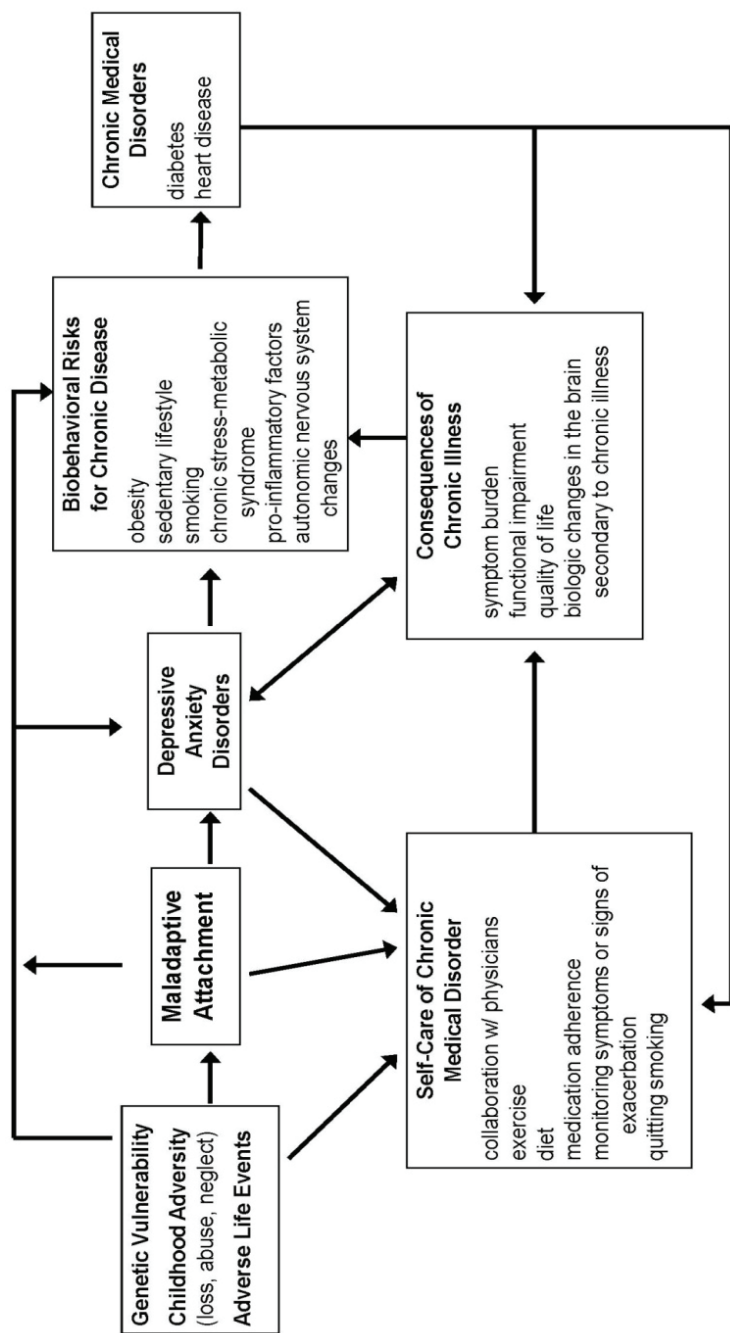 Genetic Vulnerability
Childhood Adversity
(loss, abuse, neglect)
Adverse Life Events
Maladaptive
Attachment
Depressive
Anxiety
Disorders
Biobehavioral Risks
for Chronic Disease
obesity
sedentary lifestyle
smoking
chronic stress-metabolic
syndrome
pro-inflammatory factors
autonomic nervous system
changes
Chronic Medical
Disorders
diabetes
heart disease
Self-Care of Chronic
Medical Disorder
collaboration w/ physicians
exercise
diet
medication adherence
monitoring symptoms or signs of
exacerbation
quitting smoking
Consequences of
Chronic Illness
symptom burden
functional impairment
quality of life
biologic changes in the brain
secondary to chronic illness